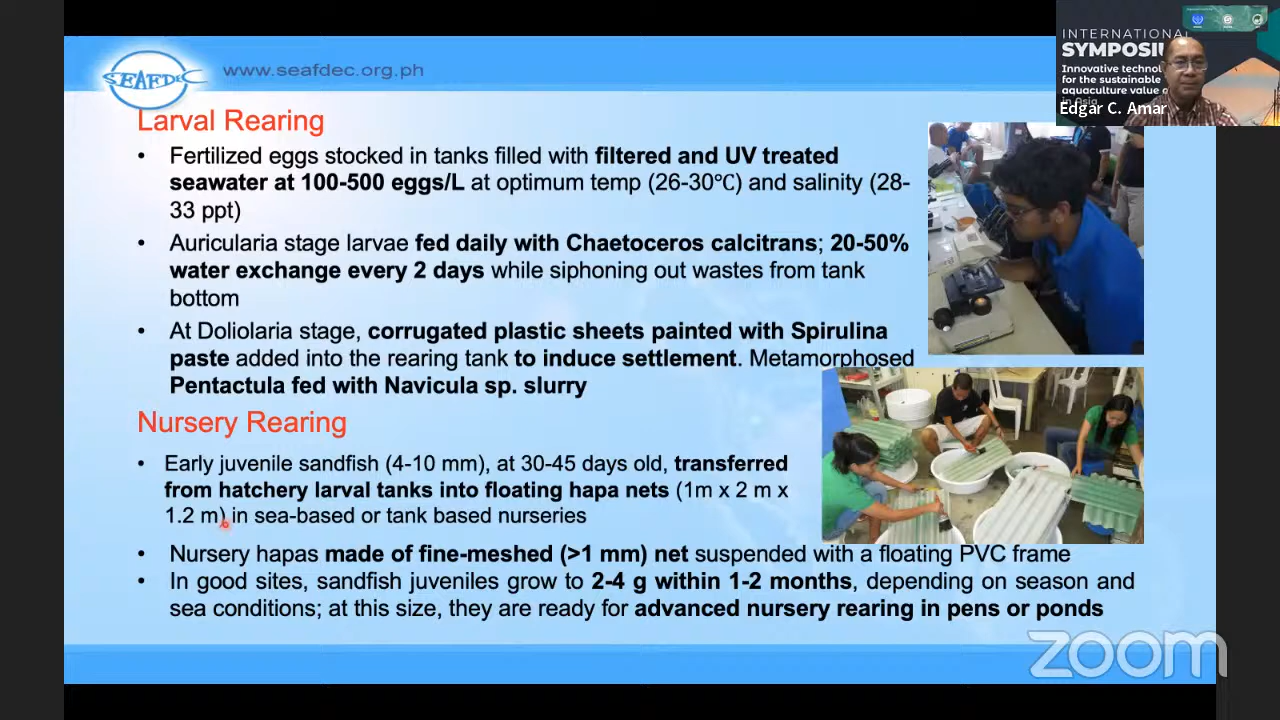 SEAFDEC
www.seafdec.org.ph
INTERNATIONAL
SYMPOSIU
Innovative technol
for the sustainable
aquaculture value c
in Asia
Edgar C. Amar
Larval Rearing
• Fertilized eggs stocked in tanks filled with filtered and UV treated
seawater at 100-500 eggs/L at optimum temp (26-30℃) and salinity (28-
33 ppt)
• Auricularia stage larvae fed daily with Chaetoceros calcitrans; 20-50%
water exchange every 2 days while siphoning out wastes from tank
bottom
• At Doliolaria stage, corrugated plastic sheets painted with Spirulina
paste added into the rearing tank to induce settlement. Metamorphosed
Pentactula fed with Navicula sp. slurry
Nursery Rearing
• Early juvenile sandfish (4-10 mm), at 30-45 days old, transferred
from hatchery larval tanks into floating hapa nets (1m x 2 m x
1.2 m) in sea-based or tank based nurseries
• Nursery hapas made of fine-meshed (>1 mm) net suspended with a floating PVC frame
• In good sites, sandfish juveniles grow to 2-4 g within 1-2 months, depending on season and
sea conditions; at this size, they are ready for advanced nursery rearing in pens or ponds
zoom